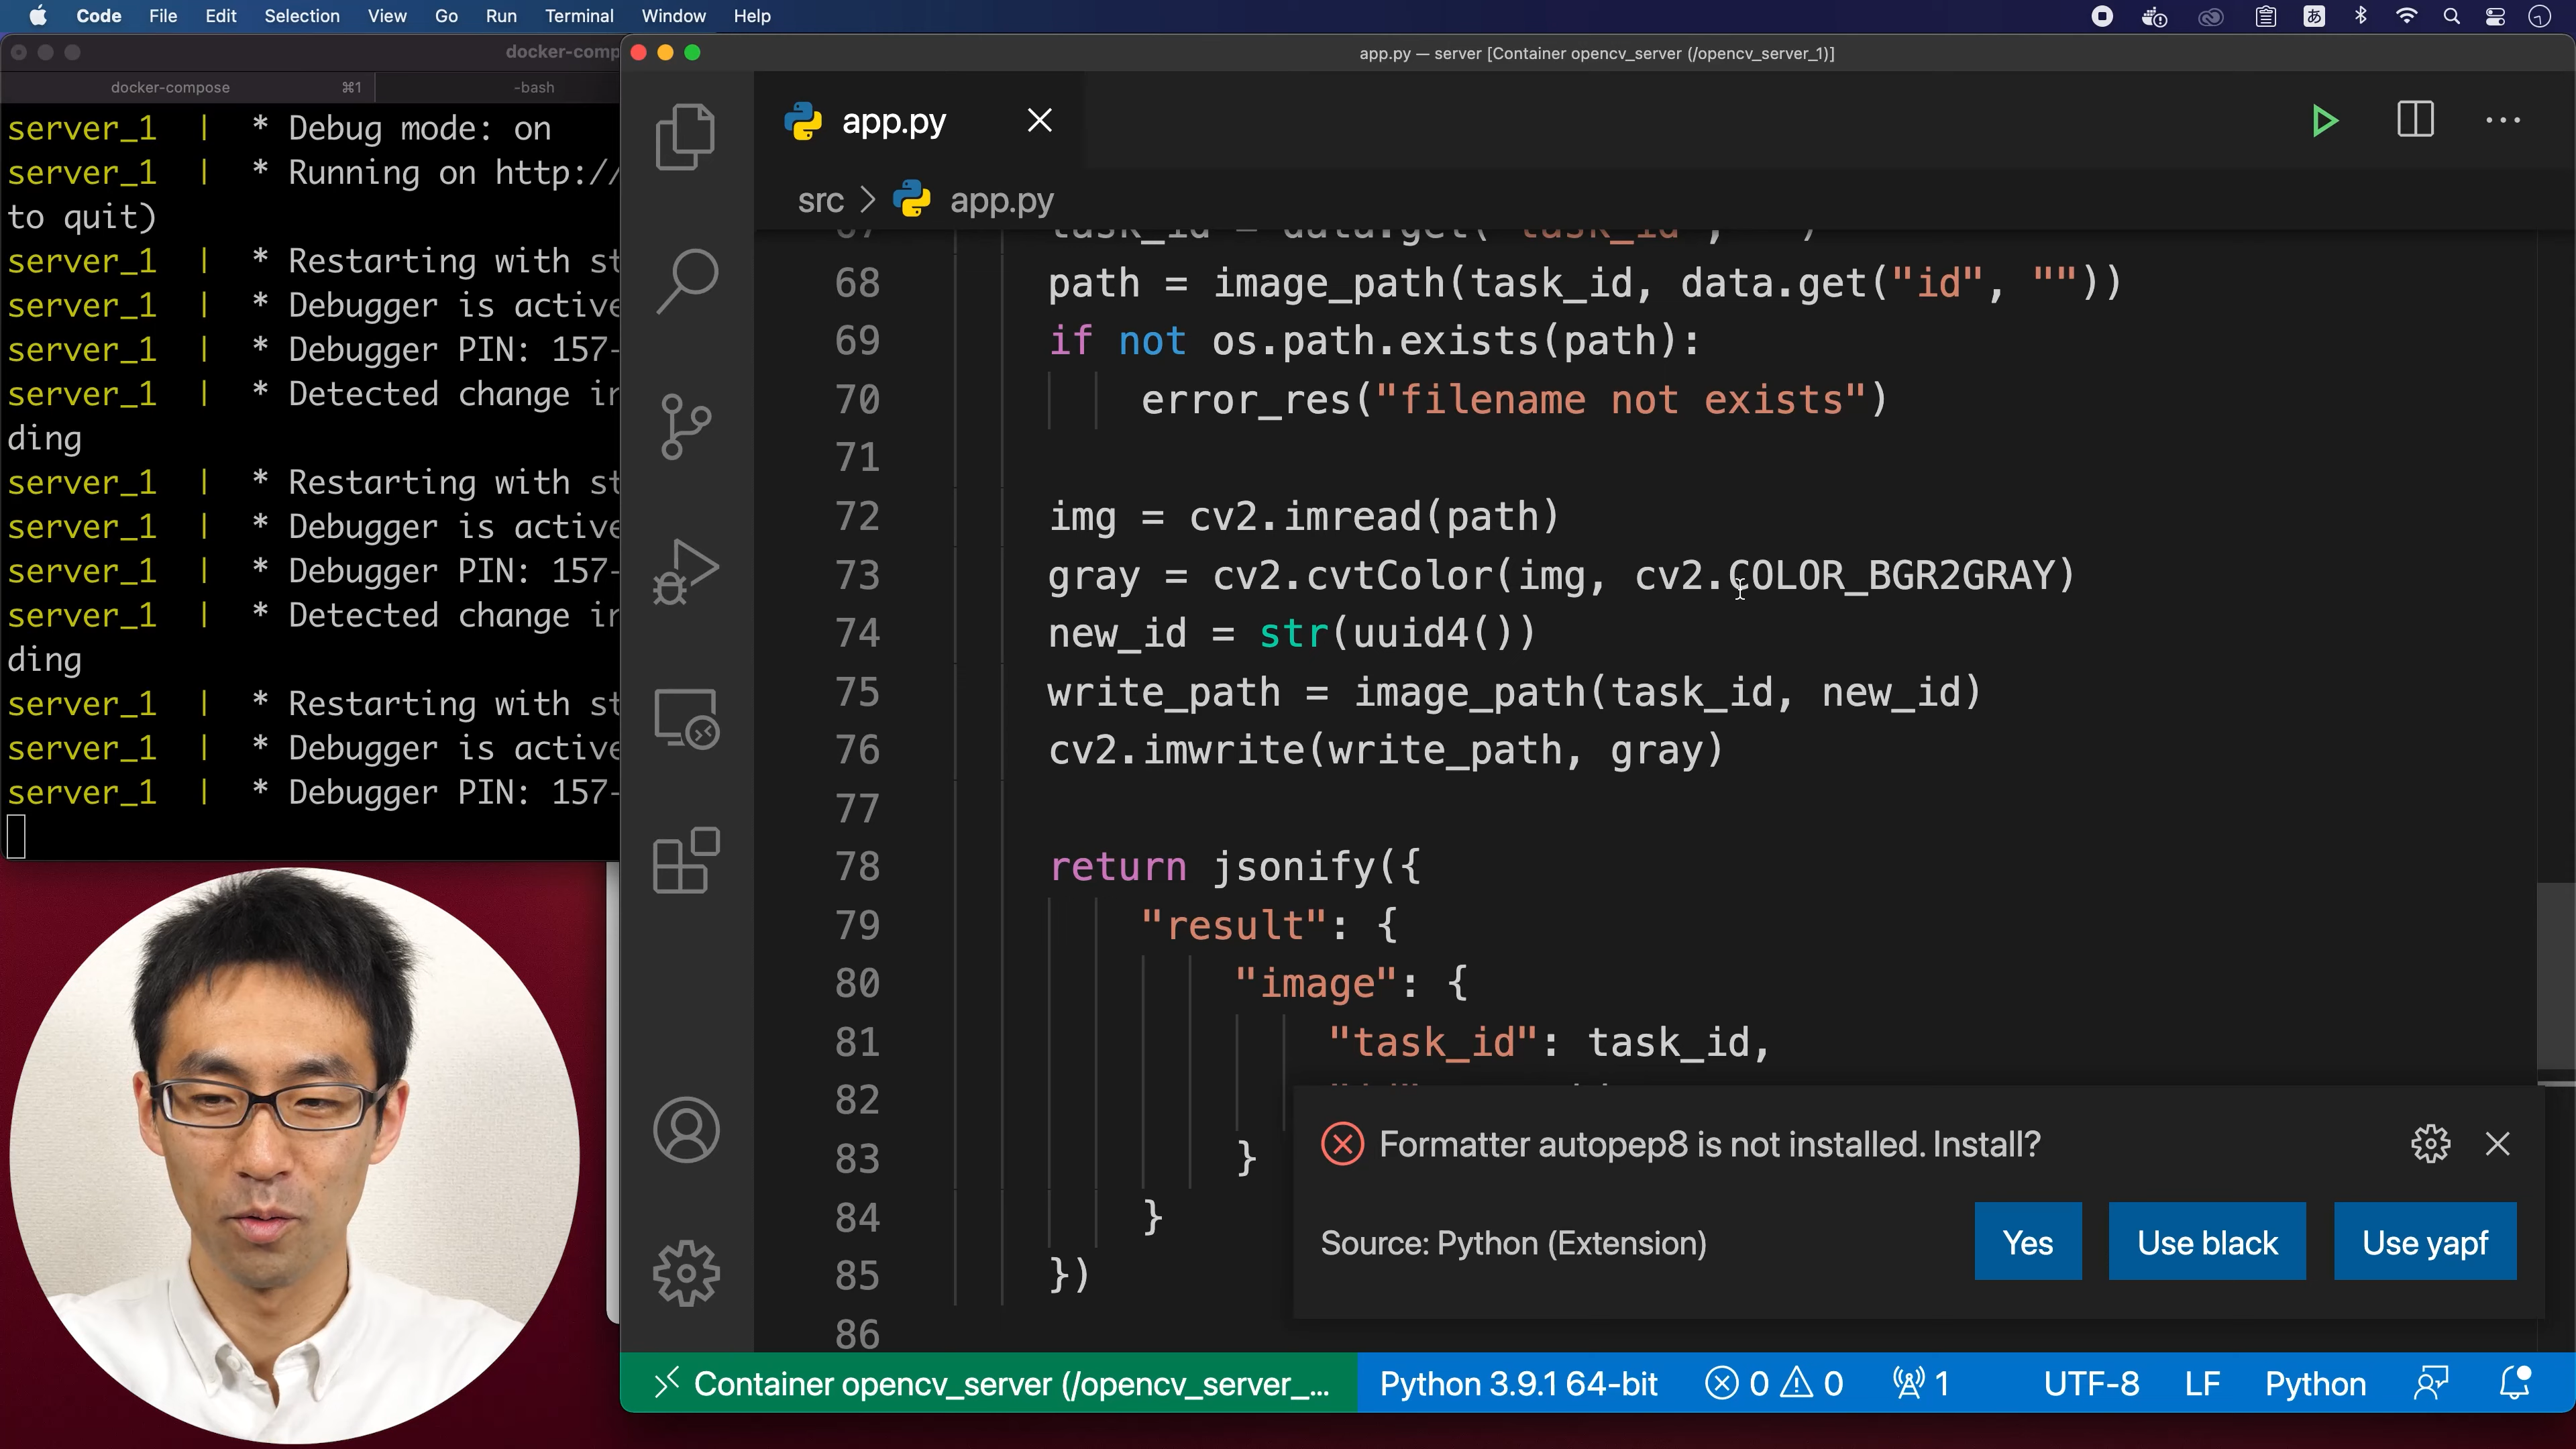 Code File Edit Selection View Go Run Terminal Window Help
あ
docker-comp
docker-compose ⌘1 -bash
server_1 | * Debug mode: on
server_1 | * Running on http://
to quit)
server_1 | * Restarting with st
server_1 | * Debugger is active
server_1 | * Debugger PIN: 157-
server_1 | * Detected change in
ding
server_1 | * Restarting with st
server_1 | * Debugger is active
server_1 | * Debugger PIN: 157-
server_1 | * Detected change in
ding
server_1 | * Restarting with st
server_1 | * Debugger is active
server_1 | * Debugger PIN: 157-
app.py — server [Container opencv_server (/opencv_server_1)]
app.py
src > app.py
67 task_id = data.get("task_id", "")
68 path = image_path(task_id, data.get("id", ""))
69 if not os.path.exists(path):
70 error_res("filename not exists")
71
72 img = cv2.imread(path)
73 gray = cv2.cvtColor(img, cv2.COLOR_BGR2GRAY)
74 new_id = str(uuid4())
75 write_path = image_path(task_id, new_id)
76 cv2.imwrite(write_path, gray)
77
78 return jsonify({
79 "result": {
80 "image": {
81 "task_id": task_id,
82
83 }
84 }
85 })
86
Formatter autopep8 is not installed. Install?
Source: Python (Extension)
Yes Use black Use yapf
Container opencv_server (/opencv_server_... Python 3.9.1 64-bit 0 0 1 UTF-8 LF Python